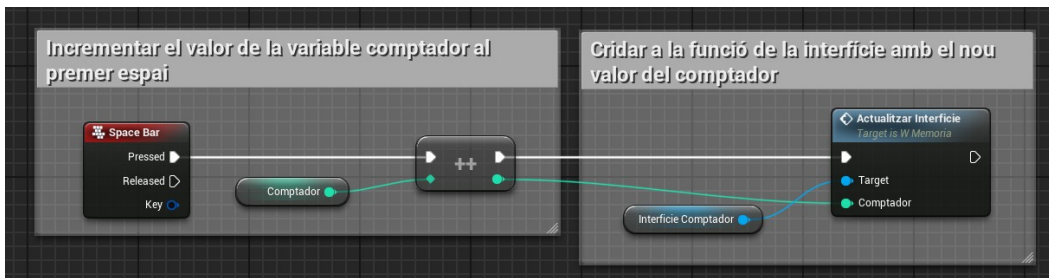 Incrementar el valor de la variable comptador al
premer espai
Space Bar
Pressed
Released
Key
Comptador
++
Cridar a la funció de la interfície amb el nou
valor del comptador
Actualitzar Interficie
Target is W Memoria
Target
Comptador
Interficie Comptador